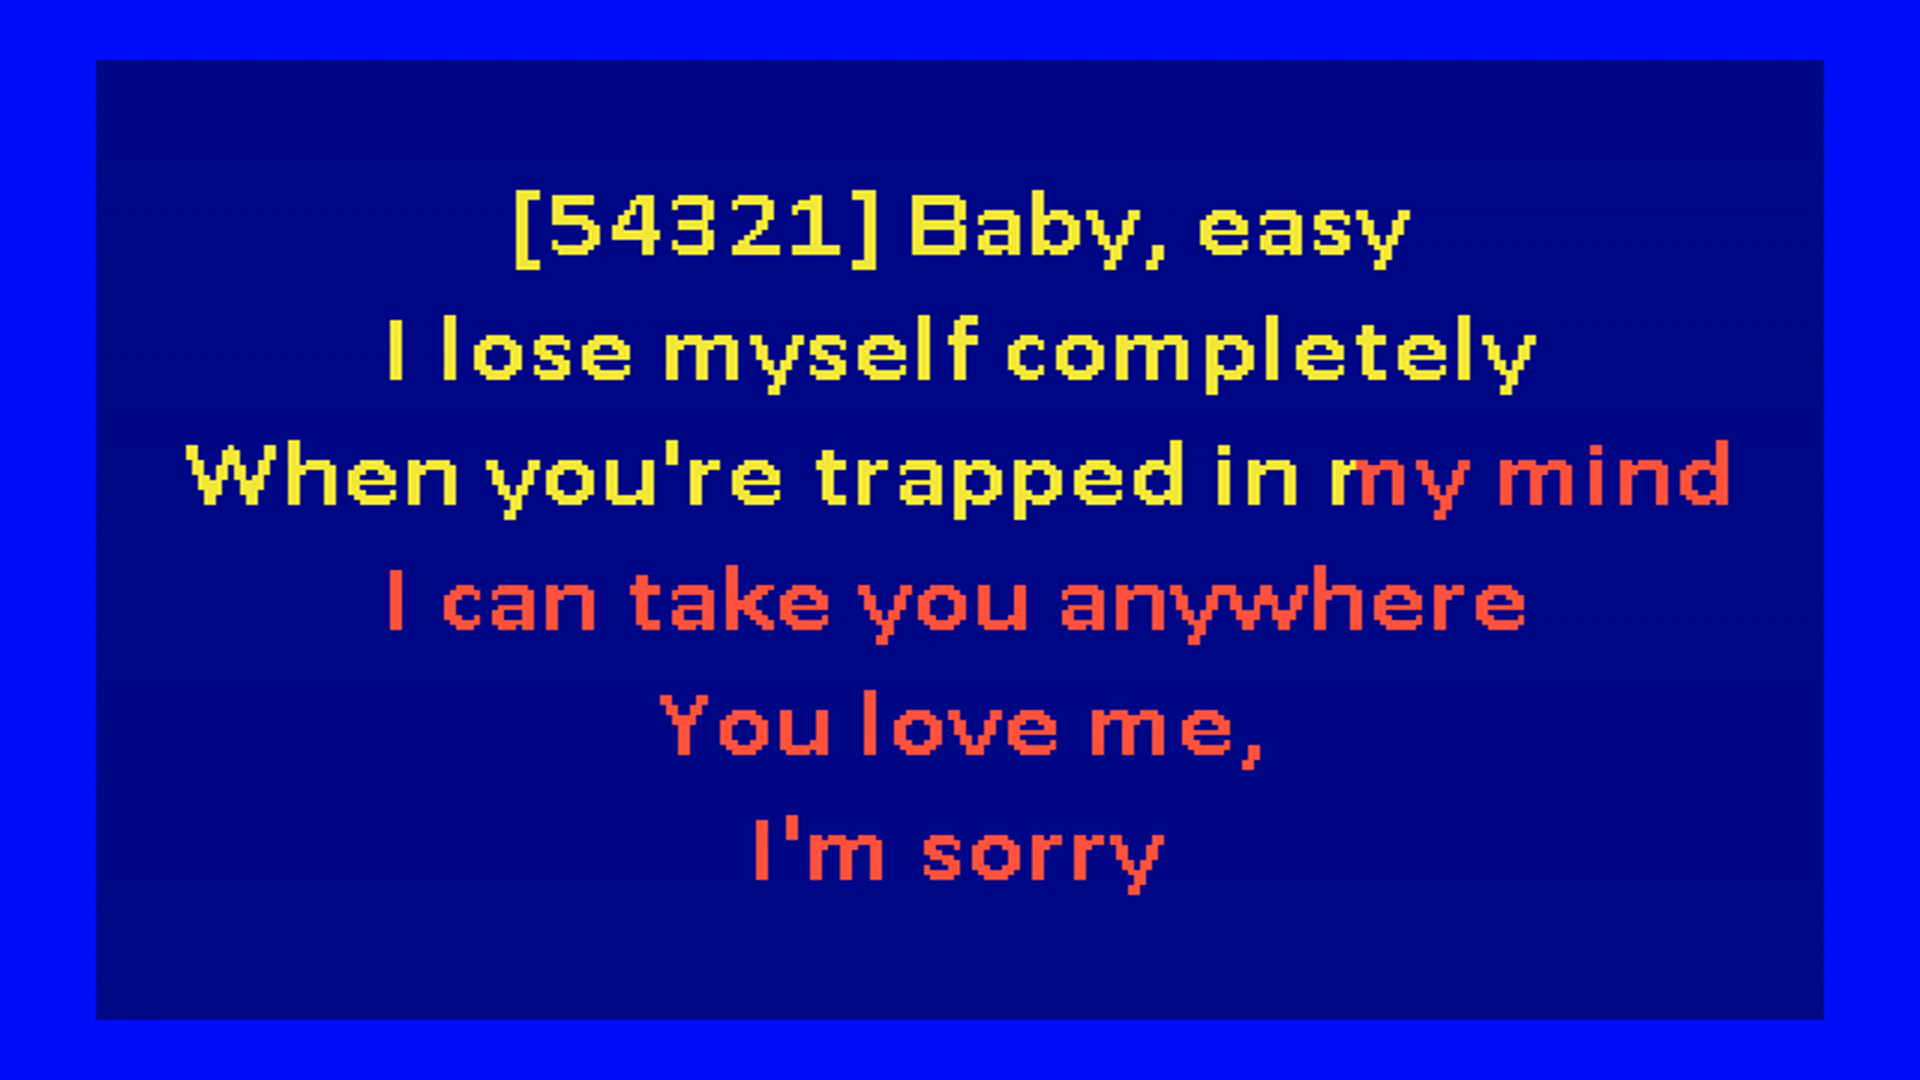 [54321] Baby, easy
I lose myself completely
When you're trapped in my mind
I can take you anywhere
You love me,
I'm sorry